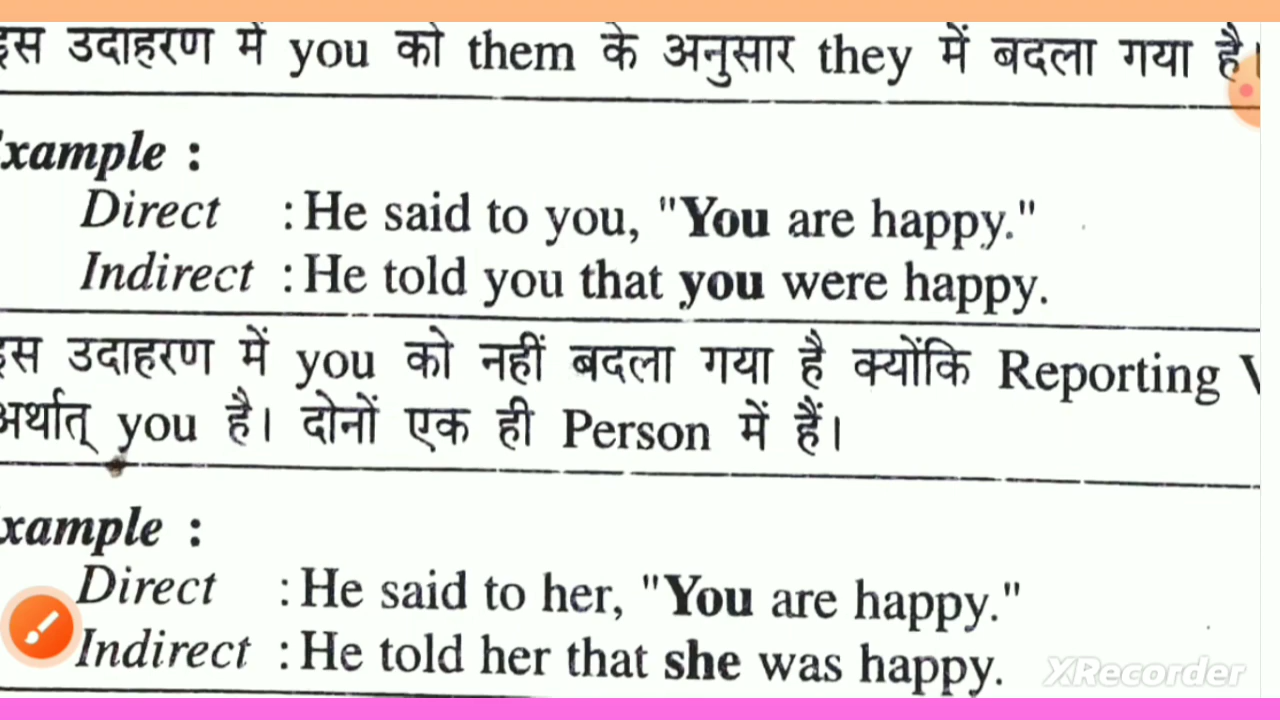 इस उदाहरण में you को them के अनुसार they में बदला गया है।
Example :
Direct : He said to you, "You are happy."
Indirect : He told you that you were happy.
इस उदाहरण में you को नहीं बदला गया है क्योंकि Reporting
अर्थात् you है। दोनों एक ही Person में हैं।
Example :
Direct : He said to her, "You are happy."
Indirect : He told her that she was happy.
XRecorder